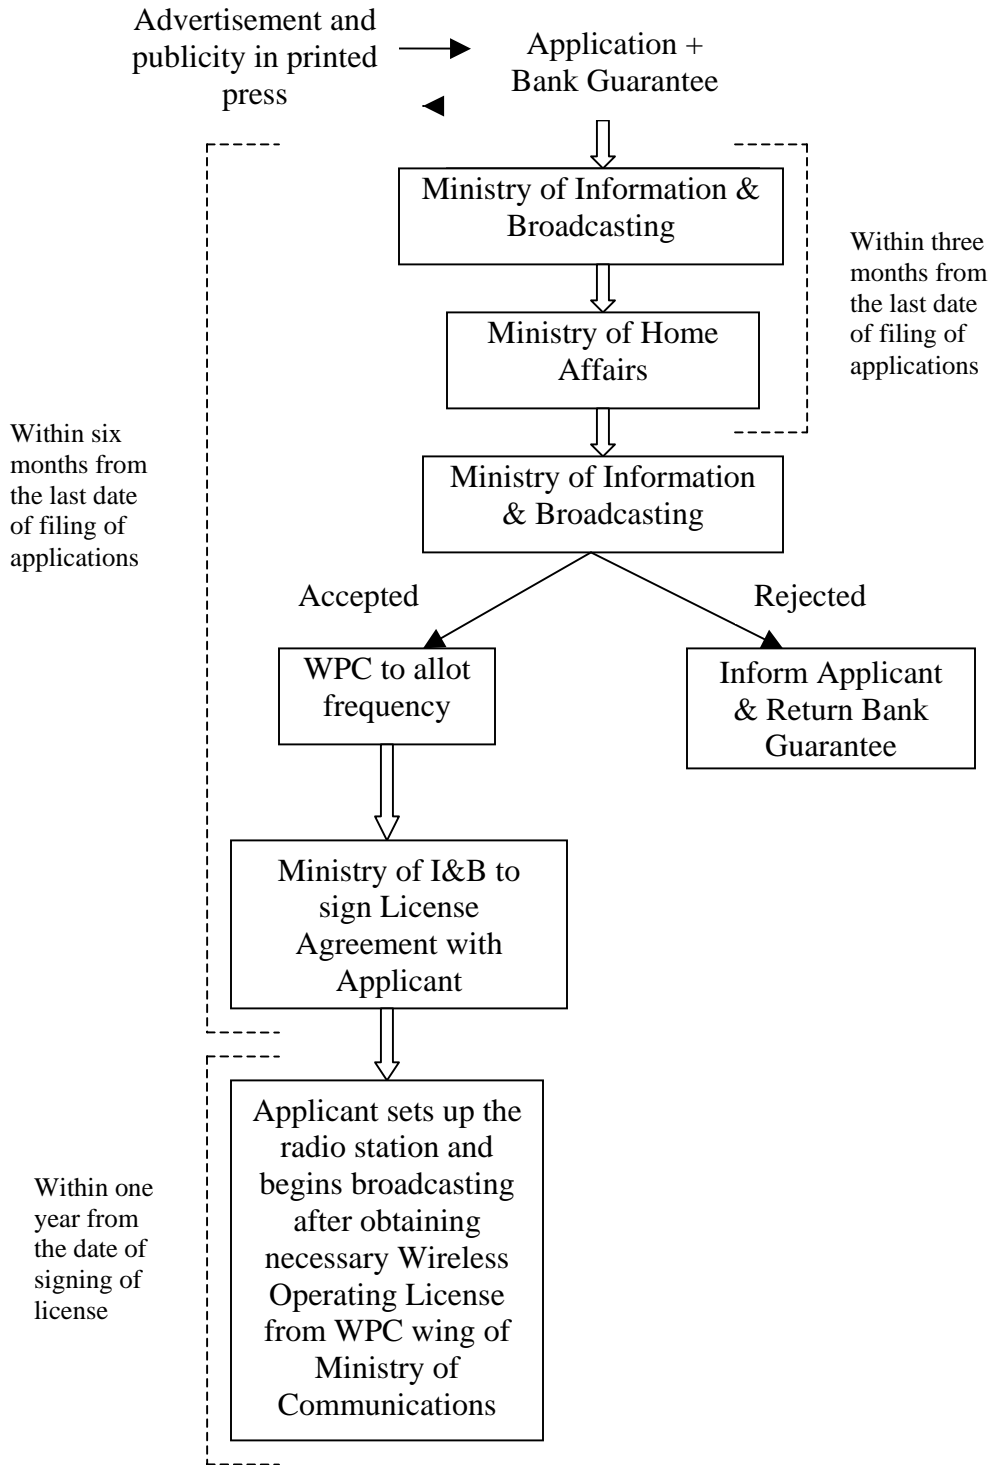 Advertisement and
publicity in printed
press
Application +
Bank Guarantee
Ministry of Information &
Broadcasting
Within three
months from
the last date
of filing of
applications
Ministry of Home
Affairs
Within six
months from
the last date
of filing of
applications
Ministry of Information
& Broadcasting
Accepted
Rejected
WPC to allot
frequency
Inform Applicant
& Return Bank
Guarantee
Ministry of I&B to
sign License
Agreement with
Applicant
Applicant sets up the
radio station and
begins broadcasting
after obtaining
necessary Wireless
Operating License
from WPC wing of
Ministry of
Communications
Within one
year from
the date of
signing of
license